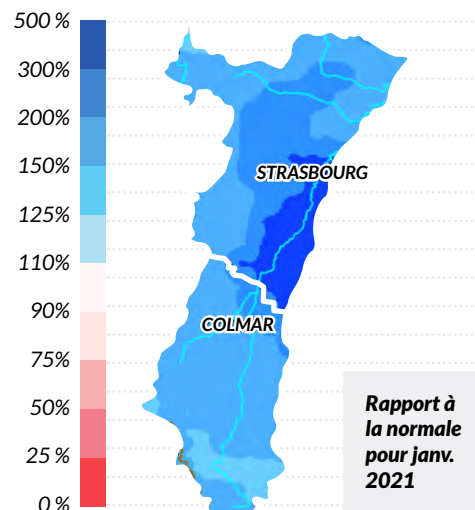 500 %
300 %
200 %
150 %
125 %
110 %
90 %
75 %
50 %
25 %
0 %
STRASBOURG
COLMAR
Rapport à
la normale
pour janv.
2021